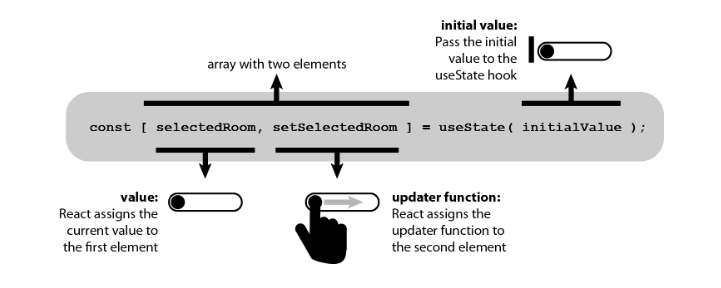 initial value:
Pass the initial
value to the
useState hook
array with two elements
const [ selectedRoom, setSelectedRoom ] = useState( initialValue );
value:
React assigns the
current value to
the first element
updater function:
React assigns the
updater function to
the second element